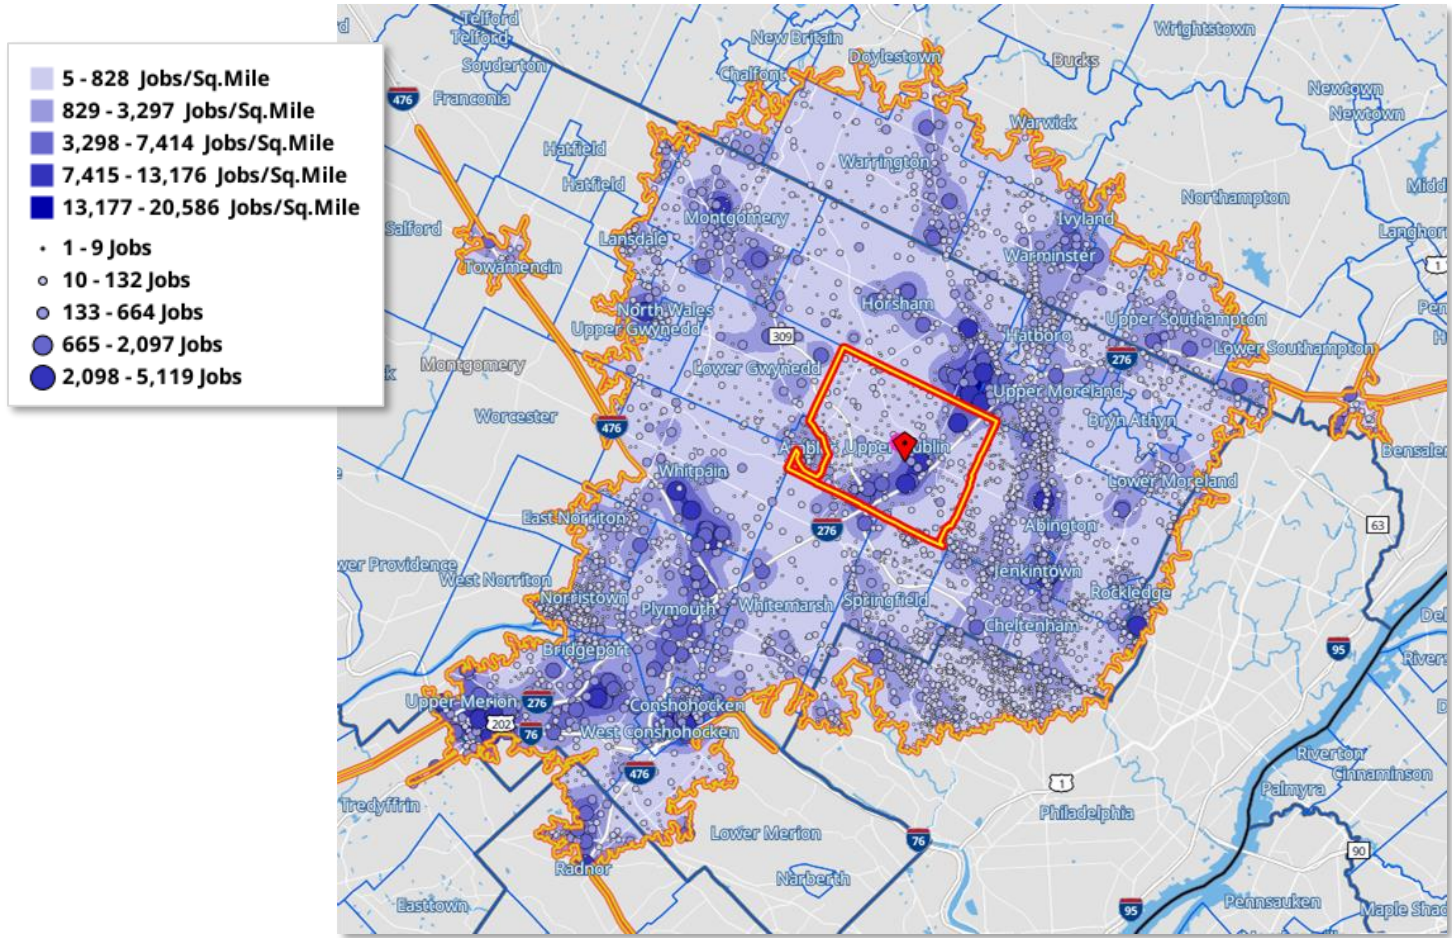 5 - 828 Jobs/Sq.Mile
829 - 3,297 Jobs/Sq.Mile
3,298 - 7,414 Jobs/Sq.Mile
7,415 - 13,176 Jobs/Sq.Mile
13,177 - 20,586 Jobs/Sq.Mile
1 - 9 Jobs
10 - 132 Jobs
133 - 664 Jobs
665 - 2,097 Jobs
2,098 - 5,119 Jobs
Telford
Telford
Souderton
Franconia
476
New Britain
Doylestown
Chalfont
Bucks
Wrightstown
Newtown
Newtown
Warwick
Hatfield
Hatfield
Warrington
Northampton
Salford
Montgomery
Lansdale
Ivyland
Warminster
Towamencin
1
North Wales
Upper Gwynedd
Horsham
309
Hatboro
Upper Southampton
Lower Southampton
276
Montgomery
Lower Gwynedd
Upper Moreland
Worcester
476
Bryn Athyn
Upper Dublin
Whitpain
Lower Moreland
East Norriton
276
Abington
63
West Norriton
Jenkintown
Norristown
Plymouth
Whitemarsh
Springfield
Rockledge
Cheltenham
Bridgeport
95
Upper Merion
276
Conshohocken
202
76
West Conshohocken
476
Riverton
Cinnaminson
Palmyra
1
Tredyffrin
Philadelphia
Lower Merion
76
90
Radnor
Narberth
Easttown
95
Pennsauken